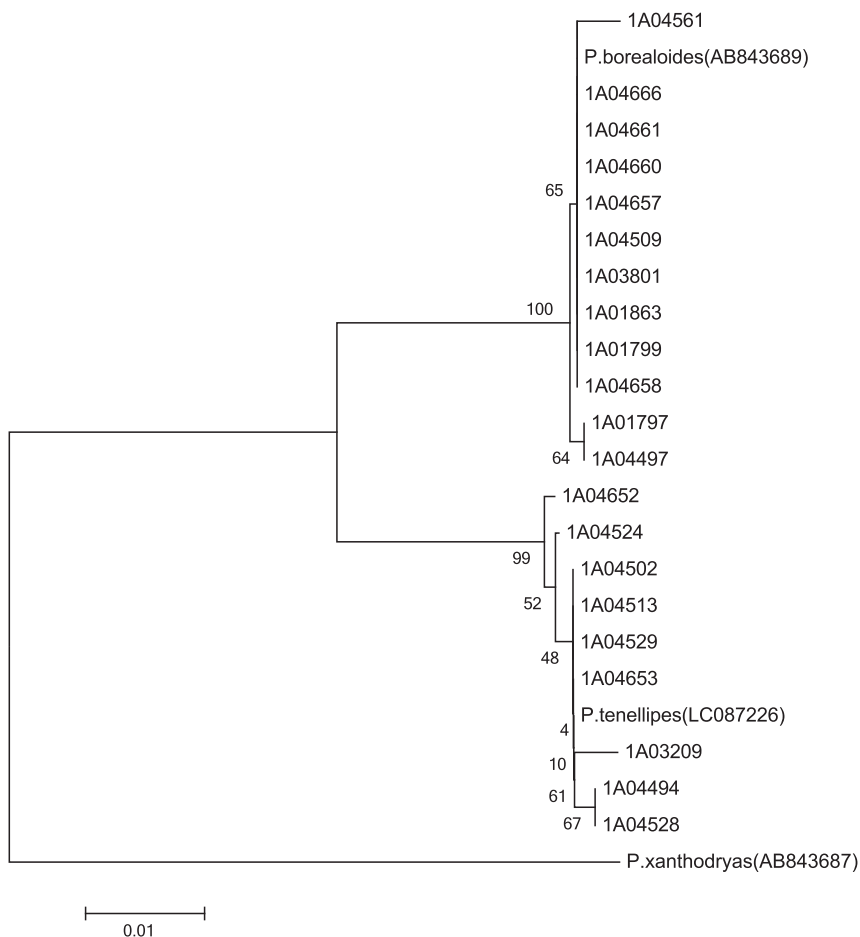 1A04561
P.borealoides(AB843689)
1A04666
1A04661
1A04660
65
1A04657
1A04509
1A03801
100
1A01863
1A01799
1A04658
1A01797
64
1A04497
1A04652
1A04524
99
1A04502
52
1A04513
1A04529
48
1A04653
P.tenellipes(LC087226)
4
1A03209
10
1A04494
61
67
1A04528
P.xanthodryas(AB843687)
0.01